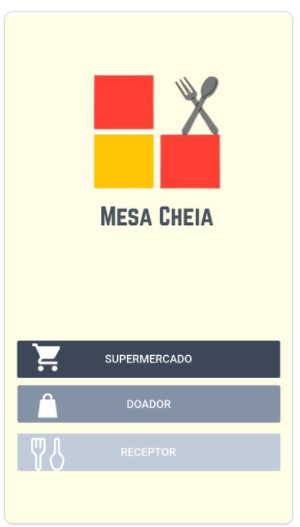 Mesa Cheia
SUPERMERCADO
DOADOR
RECEPTOR